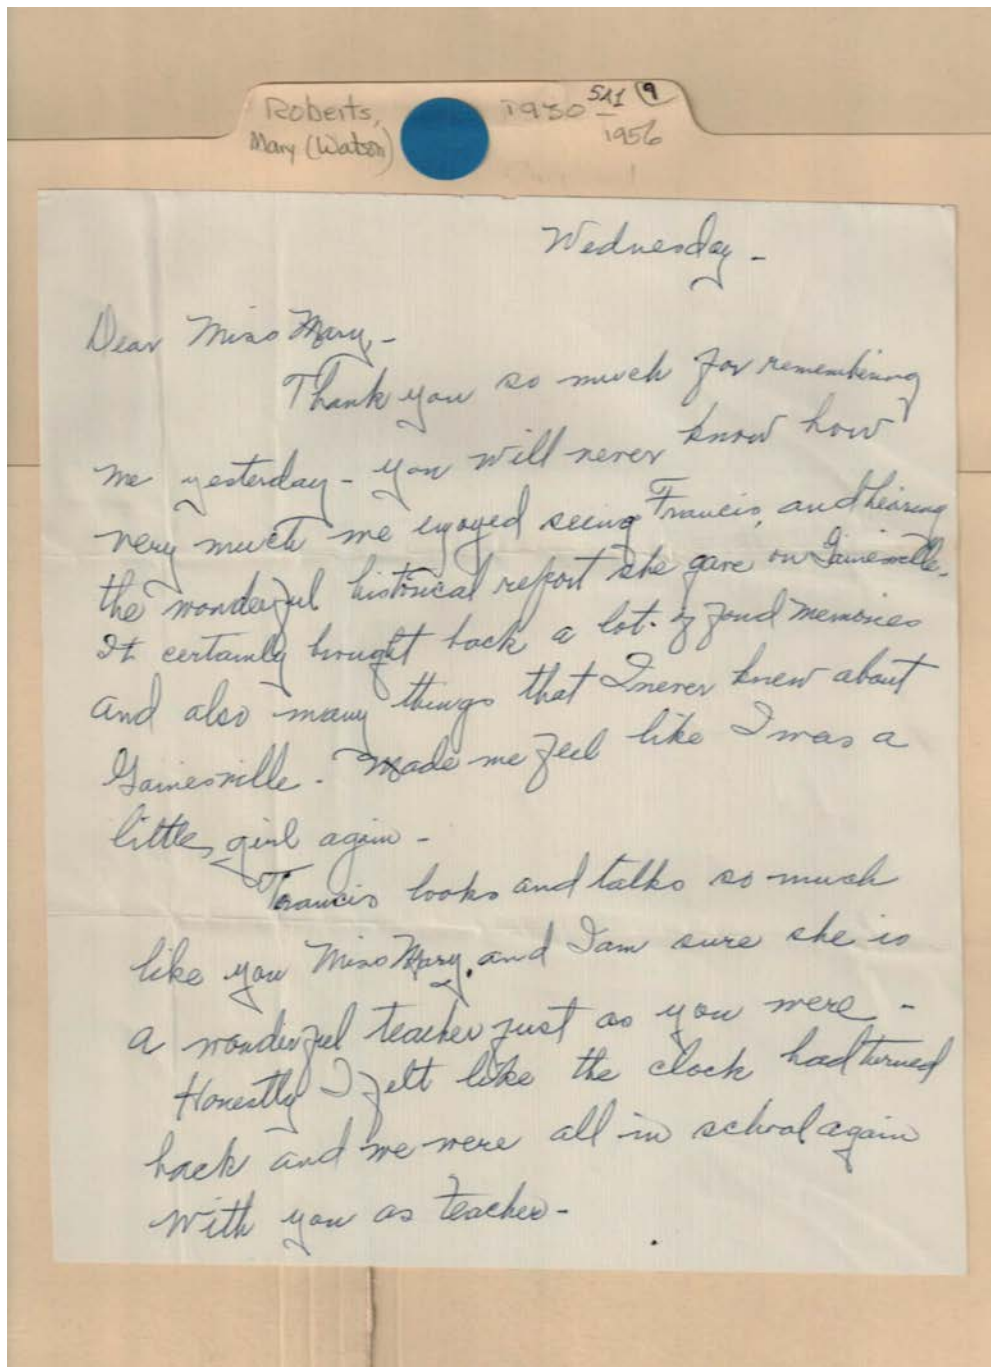 Roberts,
Mary (Watson)
1930 – 1956
5A1 9
Wednesday –
Dear Miss Mary, –
Thank you so much for remembering
me yesterday – you will never know how
very much we enjoyed seeing Francis, and hearing
the wonderful historical report she gave on Gainesville.
It certainly brought back a lot of fond memories
and also many things that I never knew about
Gainesville. Made me feel like I was a
little girl again –
Francis looks and talks so much
like you Miss Mary. and I am sure she is
a wonderful teacher just as you were –
Honestly I felt like the clock had turned
back and we were all in school again
with you as teacher –